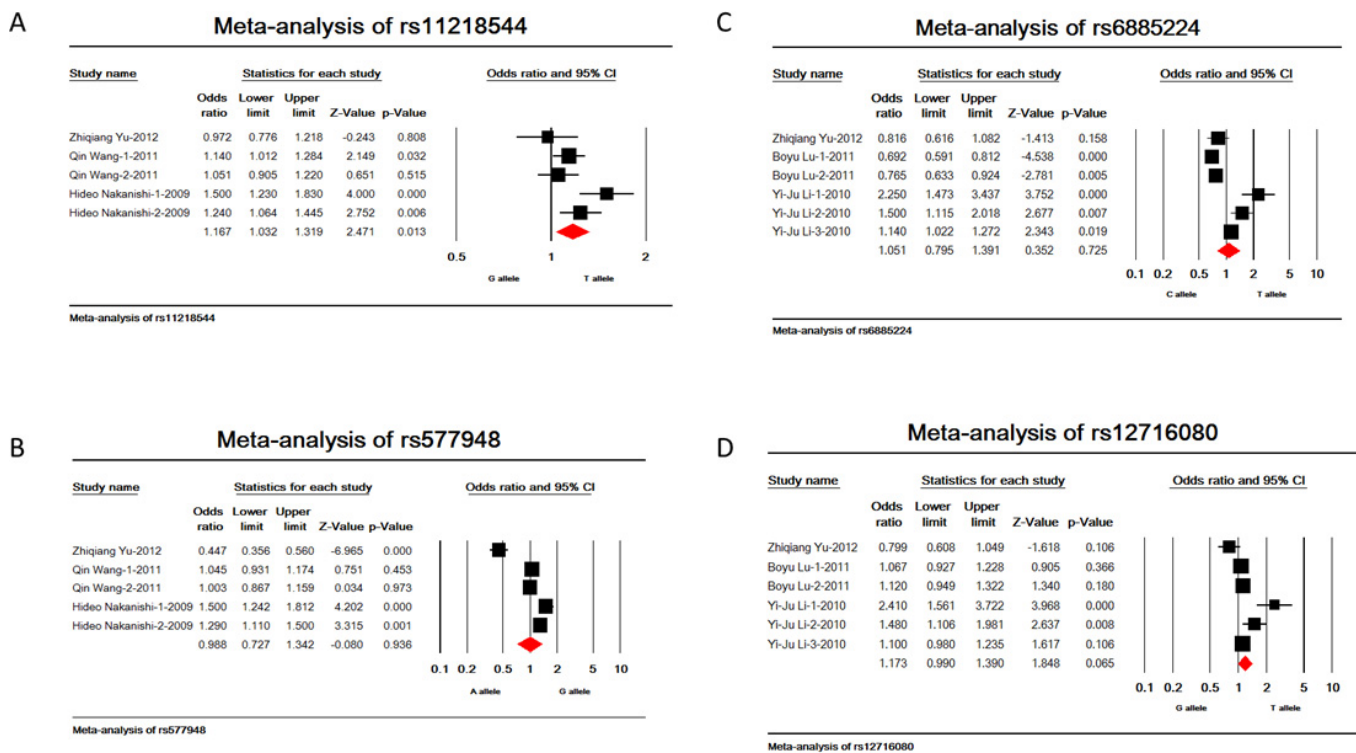 A
Meta-analysis of rs11218544
Study name Statistics for each study Odds ratio and 95% CI
Odds Lower Upper
ratio limit limit Z-Value p-Value
Zhiqiang Yu-2012 0.972 0.776 1.218 -0.243 0.808
Qin Wang-1-2011 1.140 1.012 1.284 2.149 0.032
Qin Wang-2-2011 1.051 0.905 1.220 0.651 0.515
Hideo Nakanishi-1-2009 1.500 1.230 1.830 4.000 0.000
Hideo Nakanishi-2-2009 1.240 1.064 1.445 2.752 0.006
1.167 1.032 1.319 2.471 0.013
0.5 1 2
G allele T allele
Meta-analysis of rs11218544
B
Meta-analysis of rs577948
Study name Statistics for each study Odds ratio and 95% CI
Odds Lower Upper
ratio limit limit Z-Value p-Value
Zhiqiang Yu-2012 0.447 0.356 0.560 -6.965 0.000
Qin Wang-1-2011 1.045 0.931 1.174 0.751 0.453
Qin Wang-2-2011 1.003 0.867 1.159 0.034 0.973
Hideo Nakanishi-1-2009 1.500 1.242 1.812 4.202 0.000
Hideo Nakanishi-2-2009 1.290 1.110 1.500 3.315 0.001
0.988 0.727 1.342 -0.080 0.936
0.1 0.2 0.5 1 2 5 10
A allele G allele
Meta-analysis of rs577948
C
Meta-analysis of rs6885224
Study name Statistics for each study Odds ratio and 95% CI
Odds Lower Upper
ratio limit limit Z-Value p-Value
Zhiqiang Yu-2012 0.816 0.616 1.082 -1.413 0.158
Boyu Lu-1-2011 0.692 0.591 0.812 -4.538 0.000
Boyu Lu-2-2011 0.765 0.633 0.924 -2.781 0.005
Yi-Ju Li-1-2010 2.250 1.473 3.437 3.752 0.000
Yi-Ju Li-2-2010 1.500 1.115 2.018 2.677 0.007
Yi-Ju Li-3-2010 1.140 1.022 1.272 2.343 0.019
1.051 0.795 1.391 0.352 0.725
0.1 0.2 0.5 1 2 5 10
C allele T allele
Meta-analysis of rs6885224
D
Meta-analysis of rs12716080
Study name Statistics for each study Odds ratio and 95% CI
Odds Lower Upper
ratio limit limit Z-Value p-Value
Zhiqiang Yu-2012 0.799 0.608 1.049 -1.618 0.106
Boyu Lu-1-2011 1.067 0.927 1.228 0.905 0.366
Boyu Lu-2-2011 1.120 0.949 1.322 1.340 0.180
Yi-Ju Li-1-2010 2.410 1.561 3.722 3.968 0.000
Yi-Ju Li-2-2010 1.480 1.106 1.981 2.637 0.008
Yi-Ju Li-3-2010 1.100 0.980 1.235 1.617 0.106
1.173 0.990 1.390 1.848 0.065
0.1 0.2 0.5 1 2 5 10
G allele T allele
Meta-analysis of rs12716080